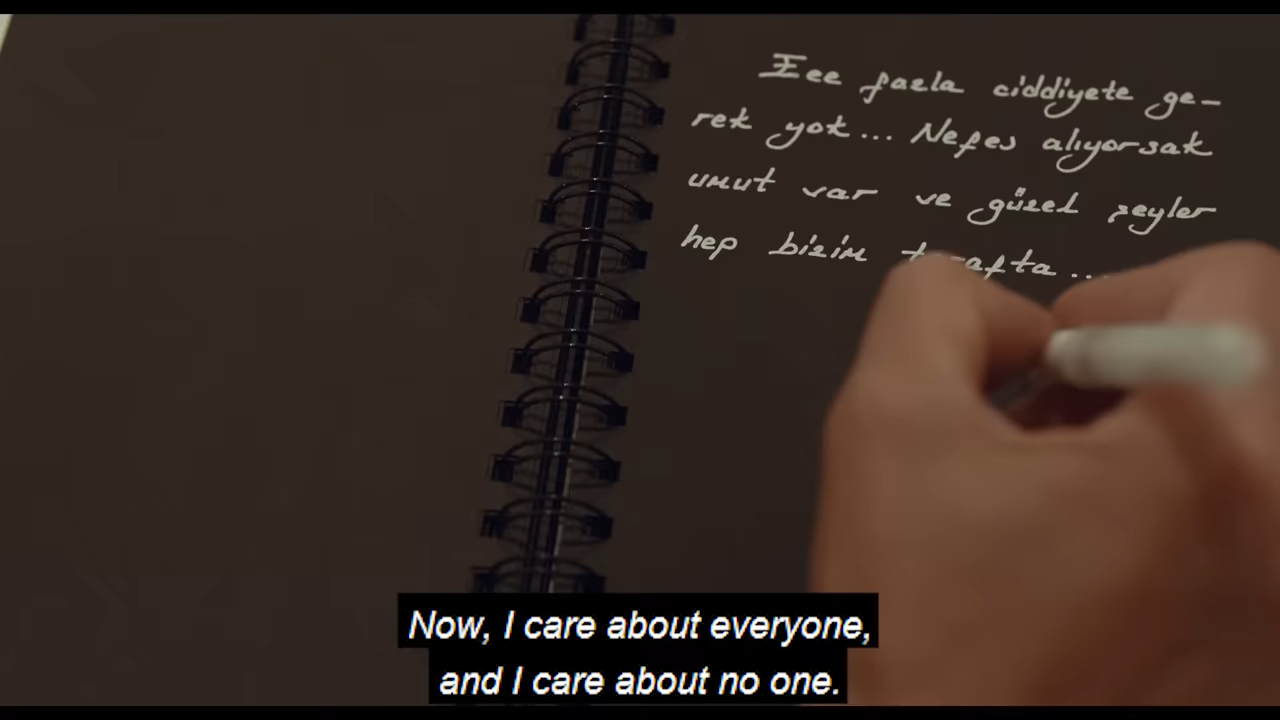 Eee fazla ciddiyete ge-
rek yok... Nefes alıyorsak
umut var ve güzel şeyler
hep bizim tarafta...
Now, I care about everyone,
and I care about no one.